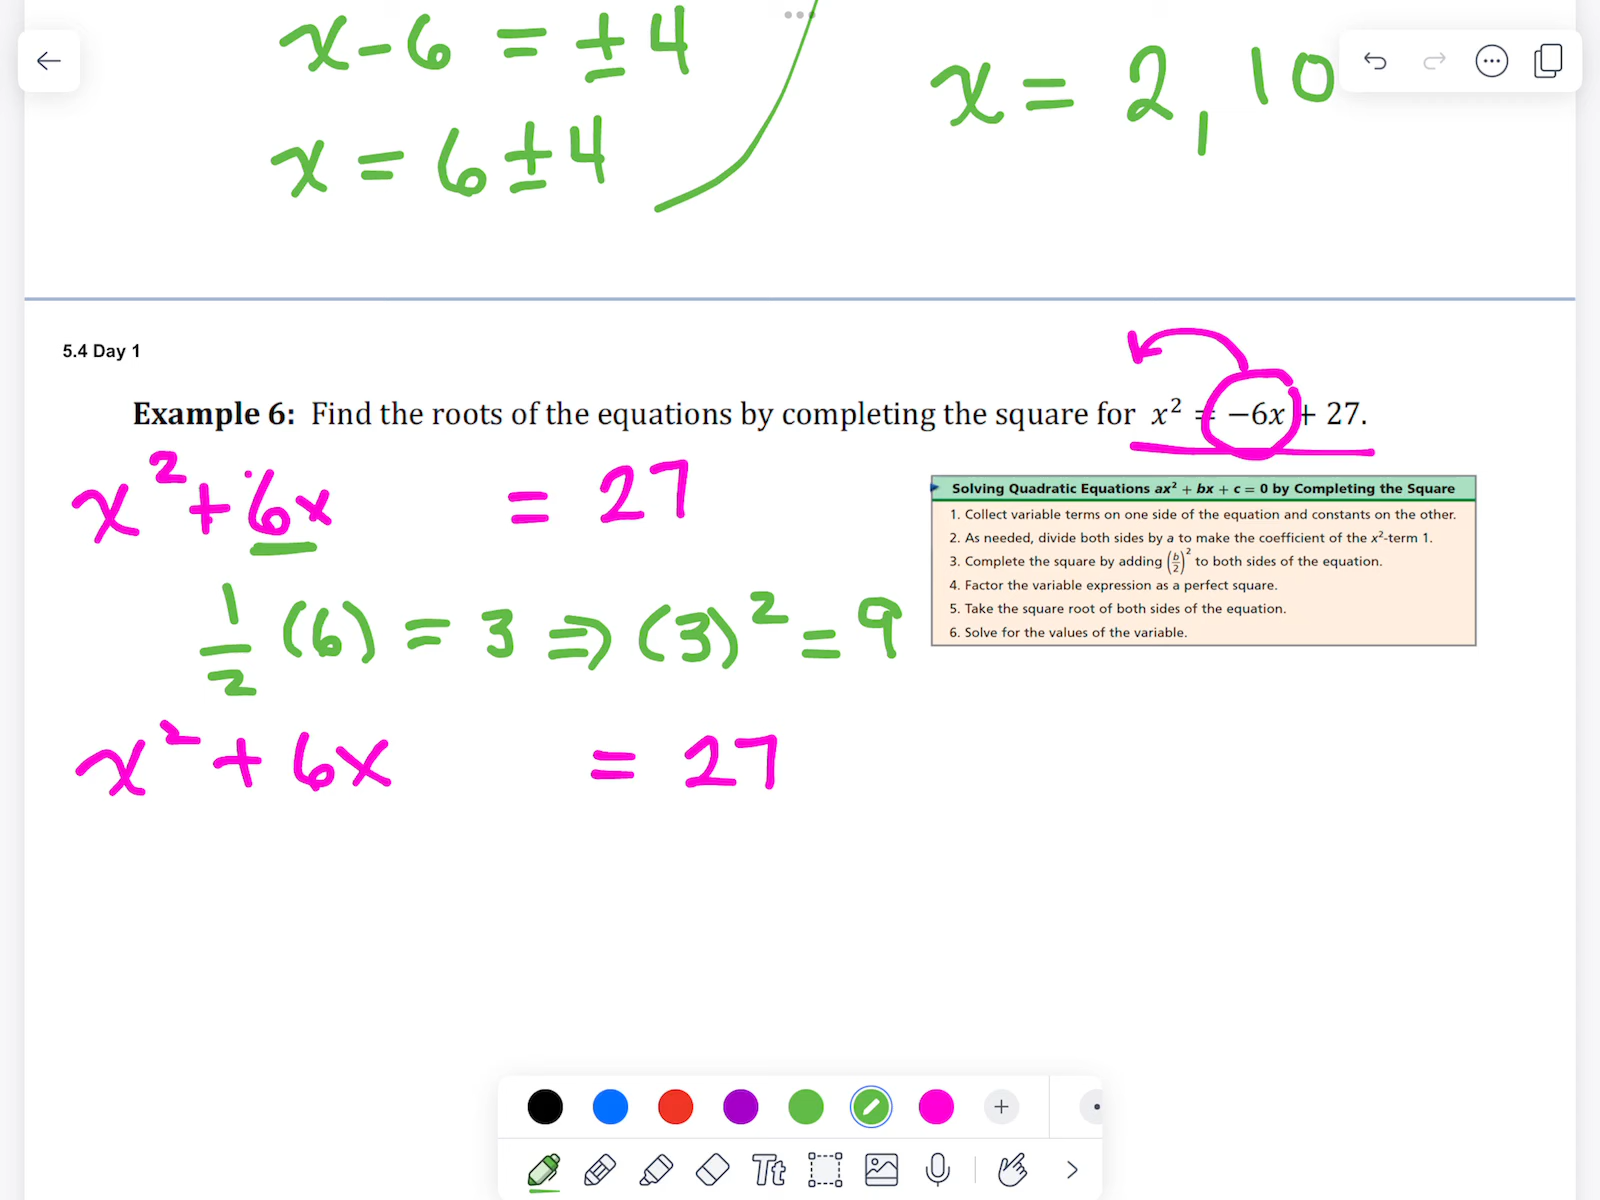 x - 6 = ± 4
x = 6 ± 4
x = 2, 10
5.4 Day 1
Example 6: Find the roots of the equations by completing the square for x² = −6x + 27.
x² + 6x = 27
Solving Quadratic Equations ax² + bx + c = 0 by Completing the Square
1. Collect variable terms on one side of the equation and constants on the other.
2. As needed, divide both sides by a to make the coefficient of the x²-term 1.
3. Complete the square by adding (b/2)² to both sides of the equation.
4. Factor the variable expression as a perfect square.
5. Take the square root of both sides of the equation.
6. Solve for the values of the variable.
1/2 (6) = 3 ⇒ (3)² = 9
x² + 6x = 27
Tt